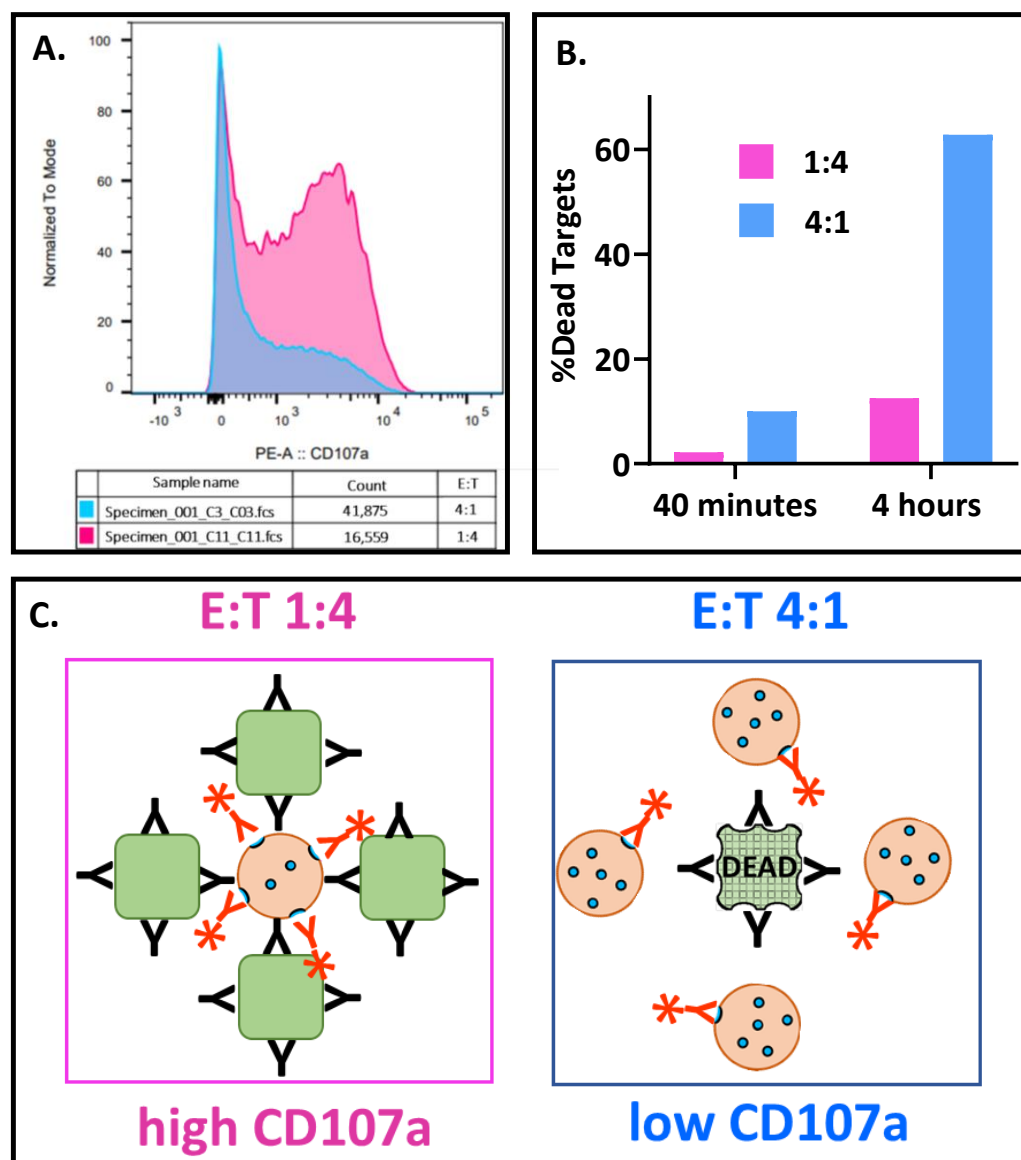 A.
100
80
60
40
20
0
Normalized To Mode
-10 3
0
10 3
10 4
10 5
PE-A :: CD107a
Sample name Count E:T
Specimen_001_C3_C03.fcs 41,875 4:1
Specimen_001_C11_C11.fcs 16,559 1:4
B.
%Dead Targets
60
40
20
0
1:4
4:1
40 minutes 4 hours
C.
E:T 1:4
E:T 4:1
DEAD
high CD107a
low CD107a